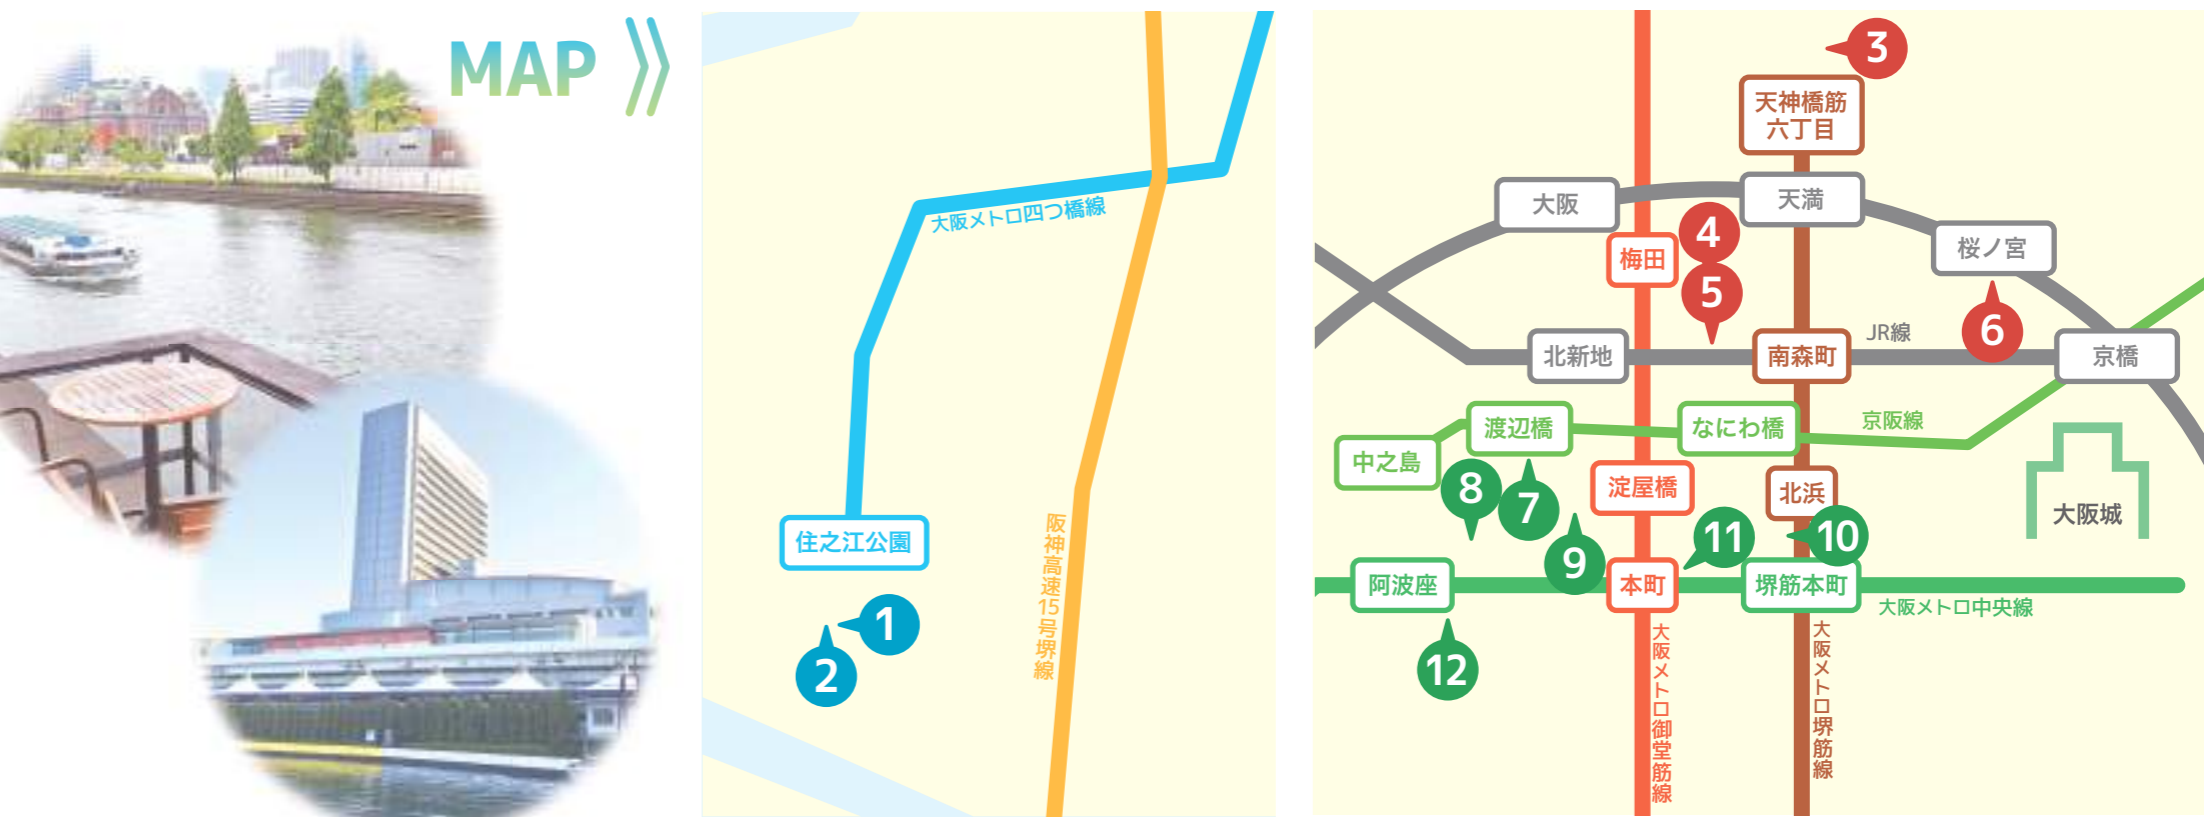 MAP
大阪メトロ四つ橋線
阪神高速15号堺線
住之江公園
1
2
3
天神橋筋
六丁目
大阪
天満
桜ノ宮
梅田
4
5
6
JR線
北新地
南森町
京橋
渡辺橋
なにわ橋
京阪線
中之島
淀屋橋
北浜
大阪城
8
7
9
11
10
阿波座
本町
堺筋本町
大阪メトロ中央線
12
大阪メトロ御堂筋線
大阪メトロ堺筋線